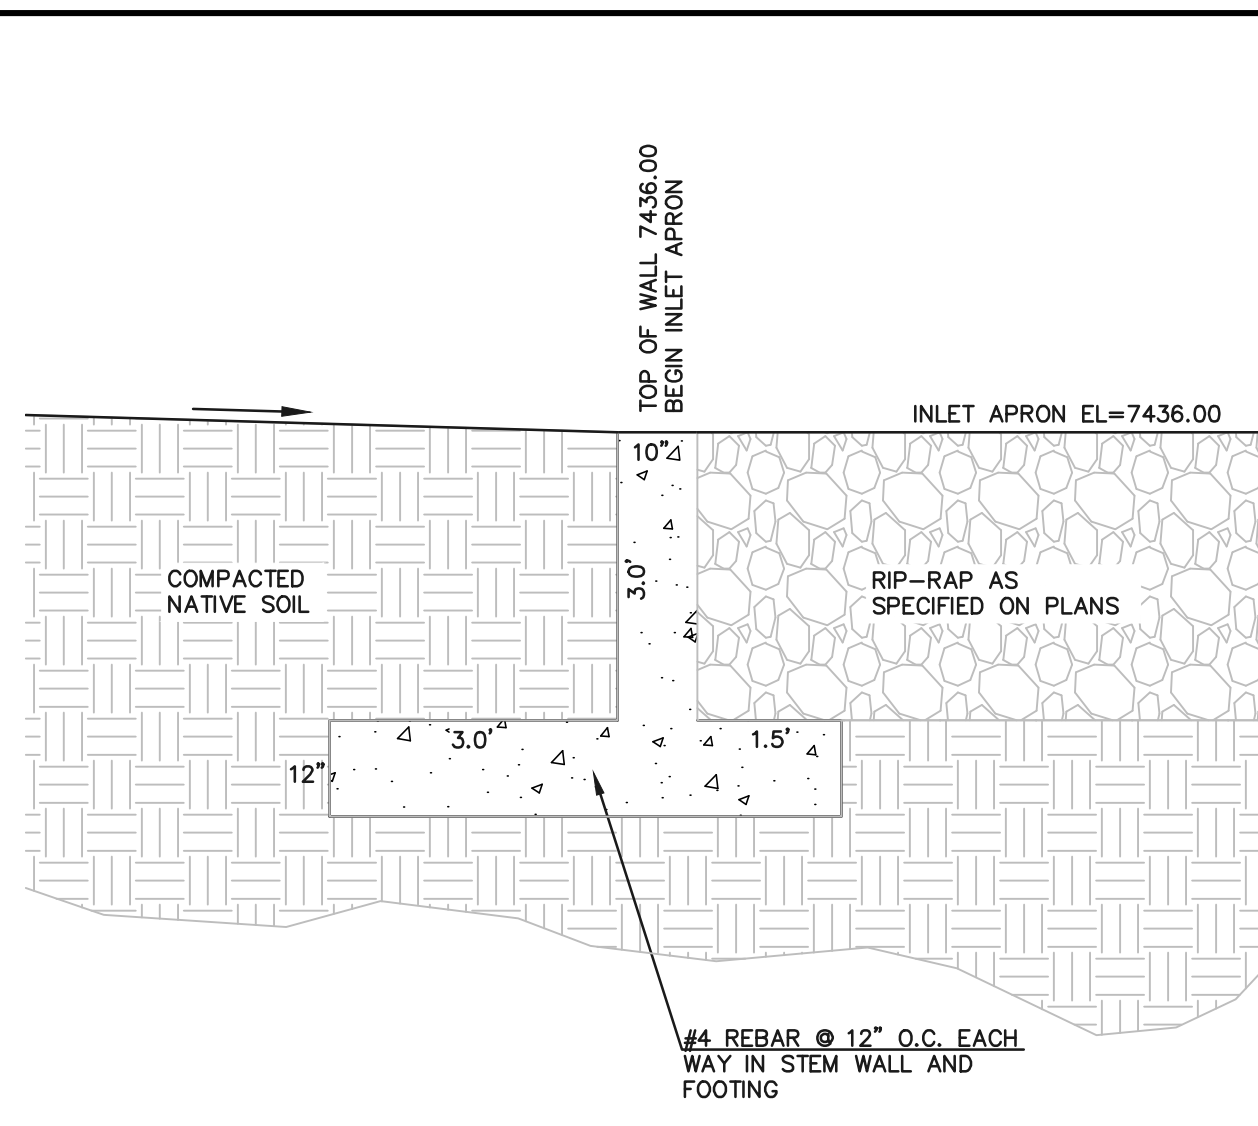 TOP OF WALL 7436.00
BEGIN INLET APRON
INLET APRON EL=7436.00
10"
3.0'
COMPACTED
NATIVE SOIL
RIP-RAP AS
SPECIFIED ON PLANS
3.0'
1.5'
12"
#4 REBAR @ 12" O.C. EACH
WAY IN STEM WALL AND
FOOTING